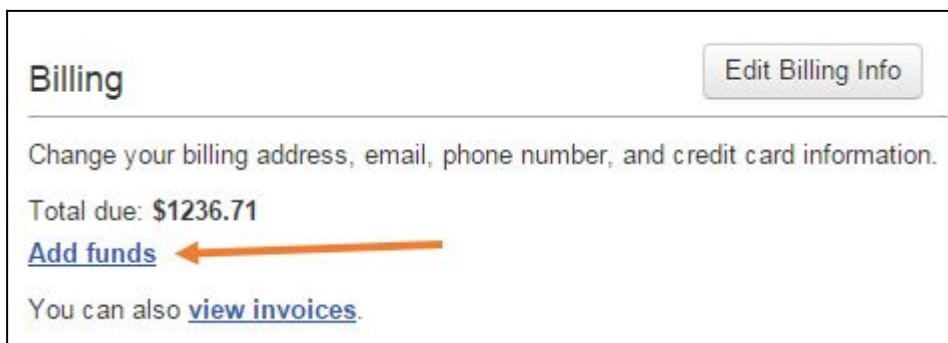 Billing
Edit Billing Info
Change your billing address, email, phone number, and credit card information.
Total due: $1236.71
Add funds
You can also view invoices.